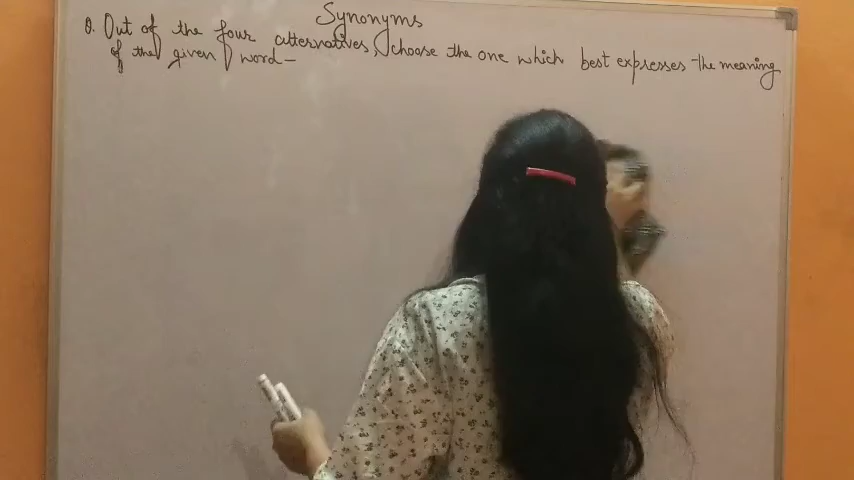 Synonyms
Q. Out of the four alternatives, choose the one which best expresses the meaning
of the given word-